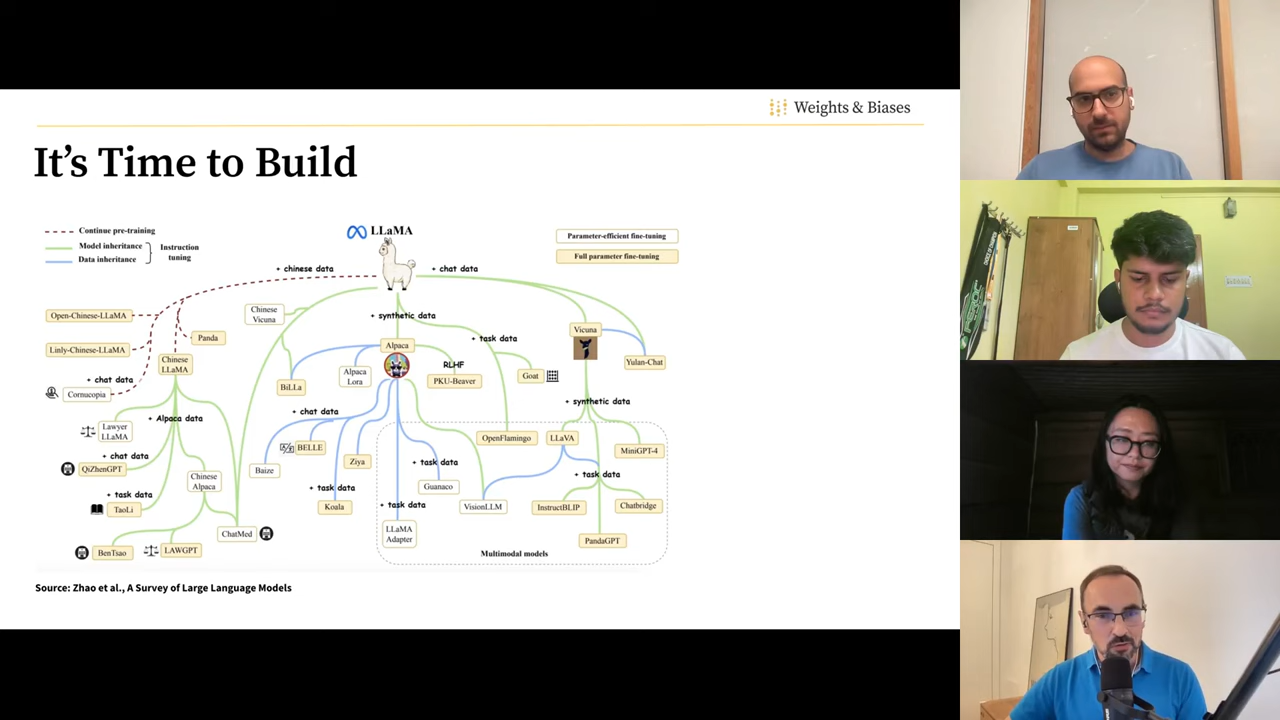 Weights & Biases
It's Time to Build
Continue pre-training
Model inheritance
Data inheritance
Instruction
tuning
LLaMA
Parameter-efficient fine-tuning
Full parameter fine-tuning
+ chinese data
+ chat data
Open-Chinese-LLaMA
Chinese
Vicuna
+ synthetic data
Vicuna
Panda
+ task data
Linly-Chinese-LLaMA
Alpaca
Chinese
LLaMA
Yulan-Chat
RLHF
+ chat data
BiLLa
Alpaca
Lora
PKU-Beaver
Goat
Cornucopia
+ synthetic data
+ Alpaca data
+ chat data
Lawyer
LLaMA
OpenFlamingo
LLaVA
MiniGPT-4
BELLE
+ chat data
Ziya
+ task data
QiZhenGPT
Baize
+ task data
Chinese
Alpaca
+ task data
Guanaco
+ task data
TaoLi
Koala
+ task data
VisionLLM
InstructBLIP
Chatbridge
ChatMed
LLaMA
Adapter
PandaGPT
BenTsao
LAWGPT
Multimodal models
Source: Zhao et al., A Survey of Large Language Models